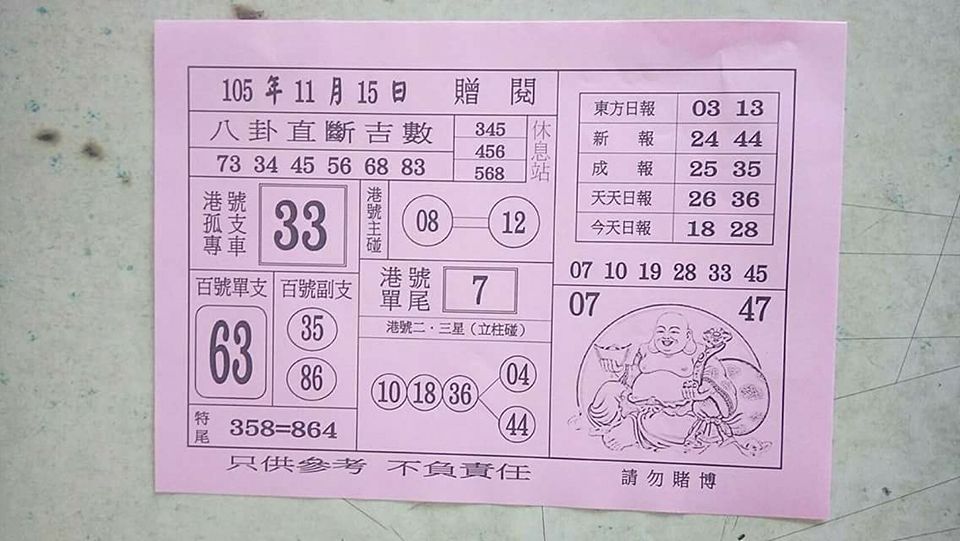 105年11月15日 贈閱
八卦直斷吉數
73 34 45 56 68 83
345
456
568
休息站
港號
孤支
專車
33
港號主碰
08
12
百號單支
63
百號副支
35
86
港號
單尾
7
港號二·三星(立柱碰)
10 18 36
04
44
特尾
358=864
東方日報 03 13
新報 24 44
成報 25 35
天天日報 26 36
今天日報 18 28
07 10 19 28 33 45
07 47
只供參考 不負責任
請勿賭博